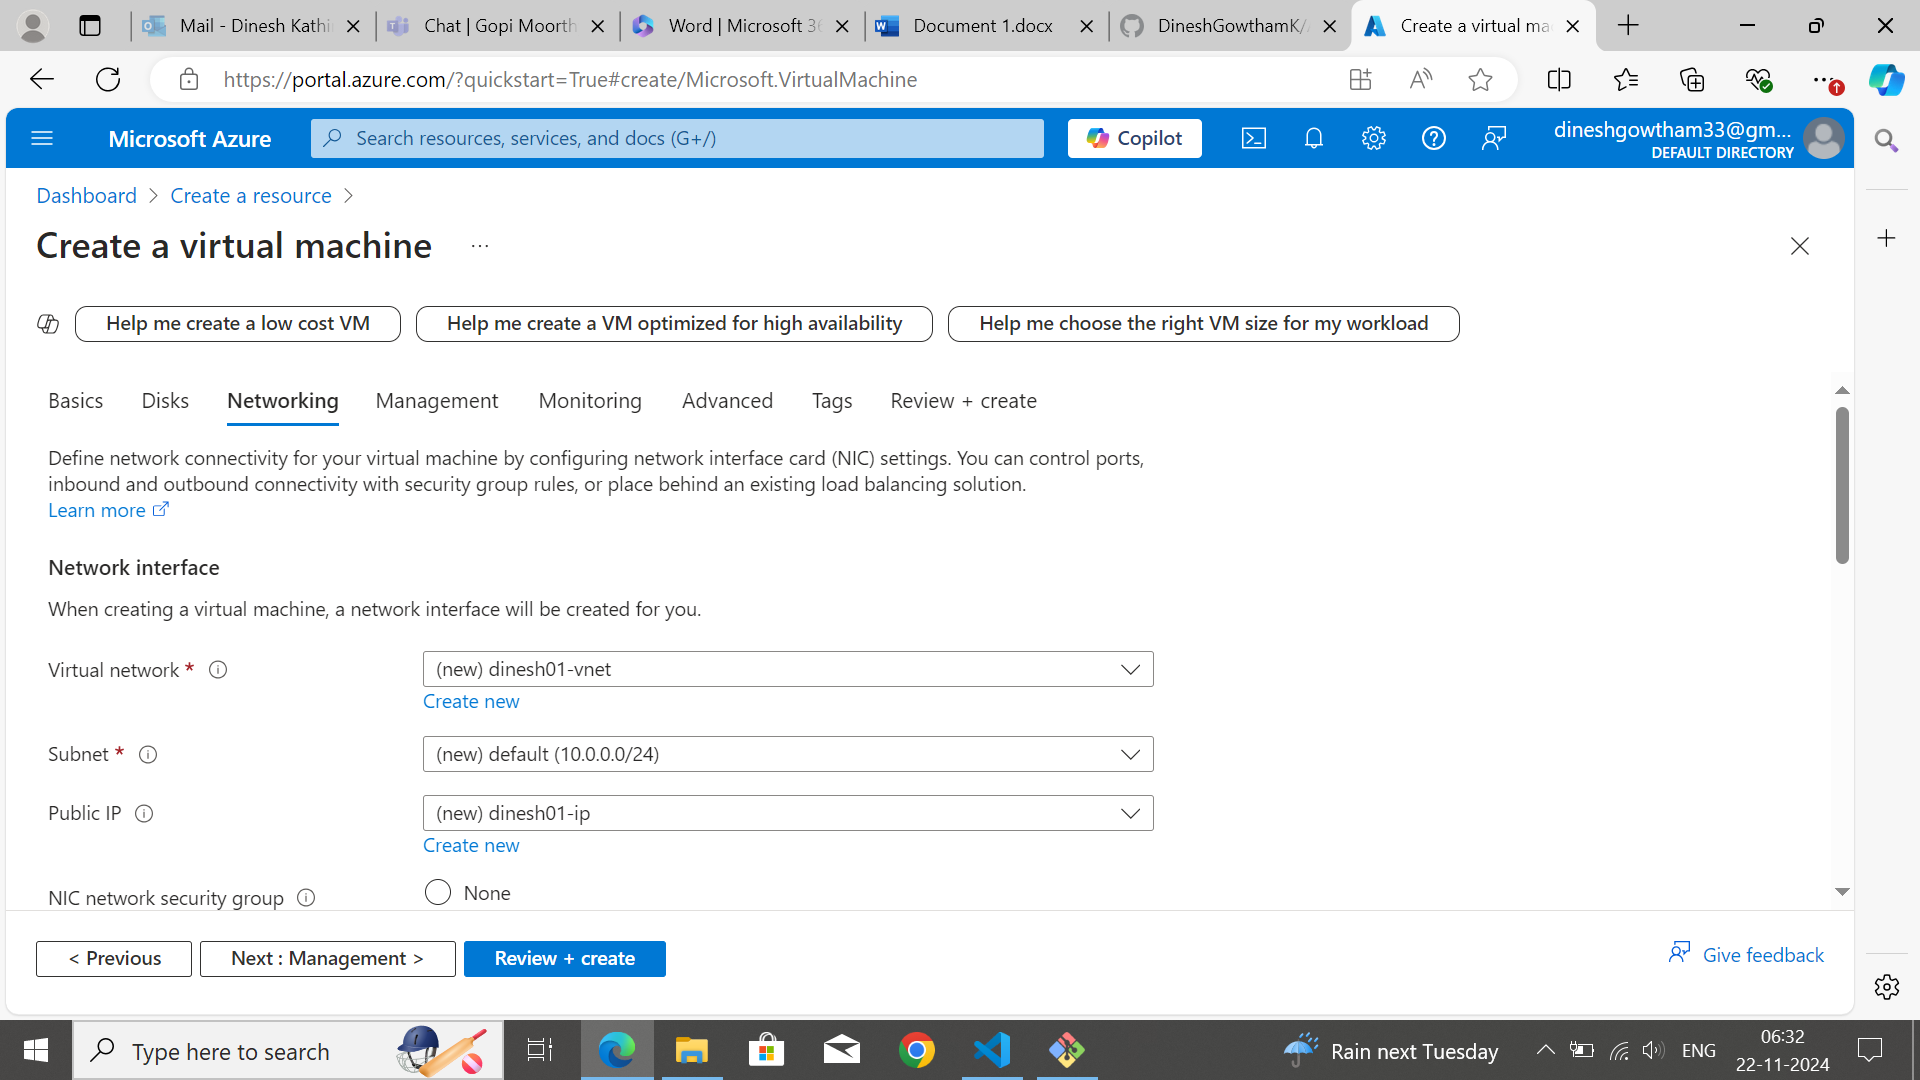 Mail - Dinesh Kathir
Chat | Gopi Moorth
Word | Microsoft 36
Document 1.docx
DineshGowthamK/
Create a virtual ma
https://portal.azure.com/?quickstart=True#create/Microsoft.VirtualMachine
Microsoft Azure
Search resources, services, and docs (G+/)
Copilot
dineshgowtham33@gm...
DEFAULT DIRECTORY
Dashboard > Create a resource >
Create a virtual machine ...
Help me create a low cost VM
Help me create a VM optimized for high availability
Help me choose the right VM size for my workload
Basics Disks Networking Management Monitoring Advanced Tags Review + create
Define network connectivity for your virtual machine by configuring network interface card (NIC) settings. You can control ports,
inbound and outbound connectivity with security group rules, or place behind an existing load balancing solution.
Learn more
Network interface
When creating a virtual machine, a network interface will be created for you.
Virtual network *
(new) dinesh01-vnet
Create new
Subnet *
(new) default (10.0.0.0/24)
Public IP
(new) dinesh01-ip
Create new
NIC network security group
None
< Previous
Next : Management >
Review + create
Give feedback
Type here to search
Rain next Tuesday
ENG
06:32
22-11-2024